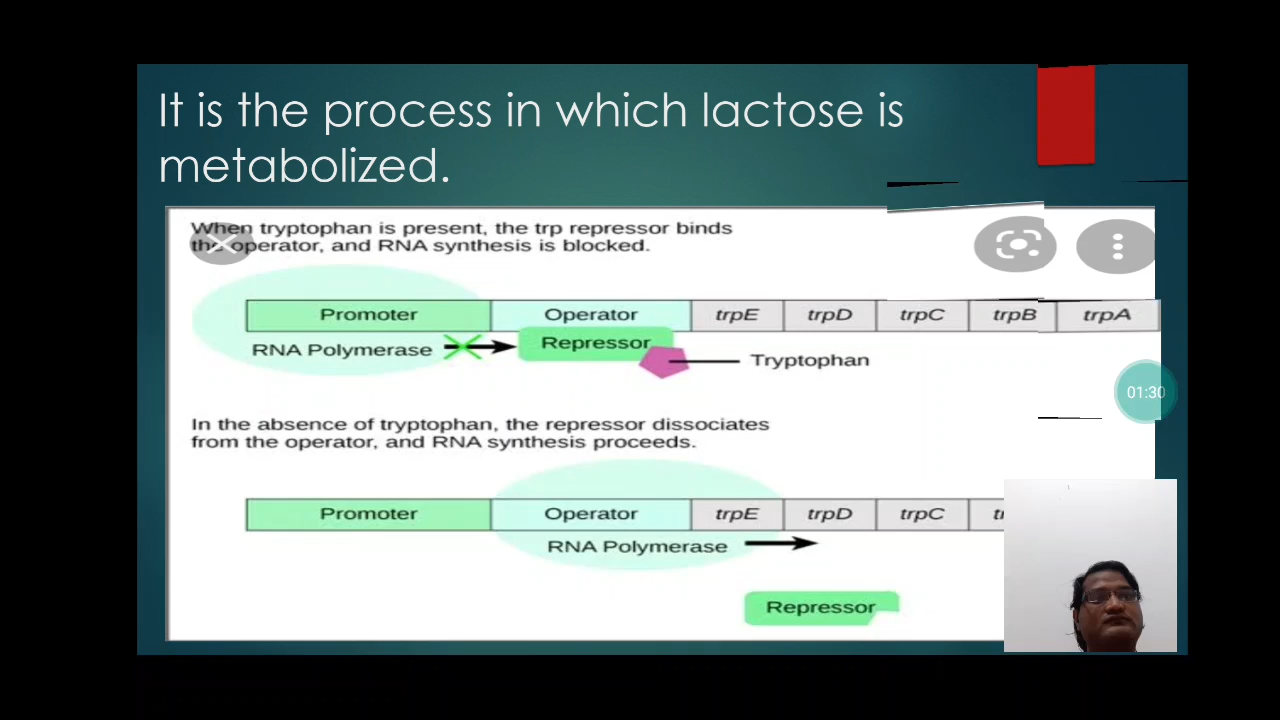 It is the process in which lactose is
metabolized.
When tryptophan is present, the trp repressor binds
the operator, and RNA synthesis is blocked.
Promoter Operator trpE trpD trpC trpB trpA
RNA Polymerase Repressor
Tryptophan
01:30
In the absence of tryptophan, the repressor dissociates
from the operator, and RNA synthesis proceeds.
Promoter Operator trpE trpD trpC
RNA Polymerase
Repressor